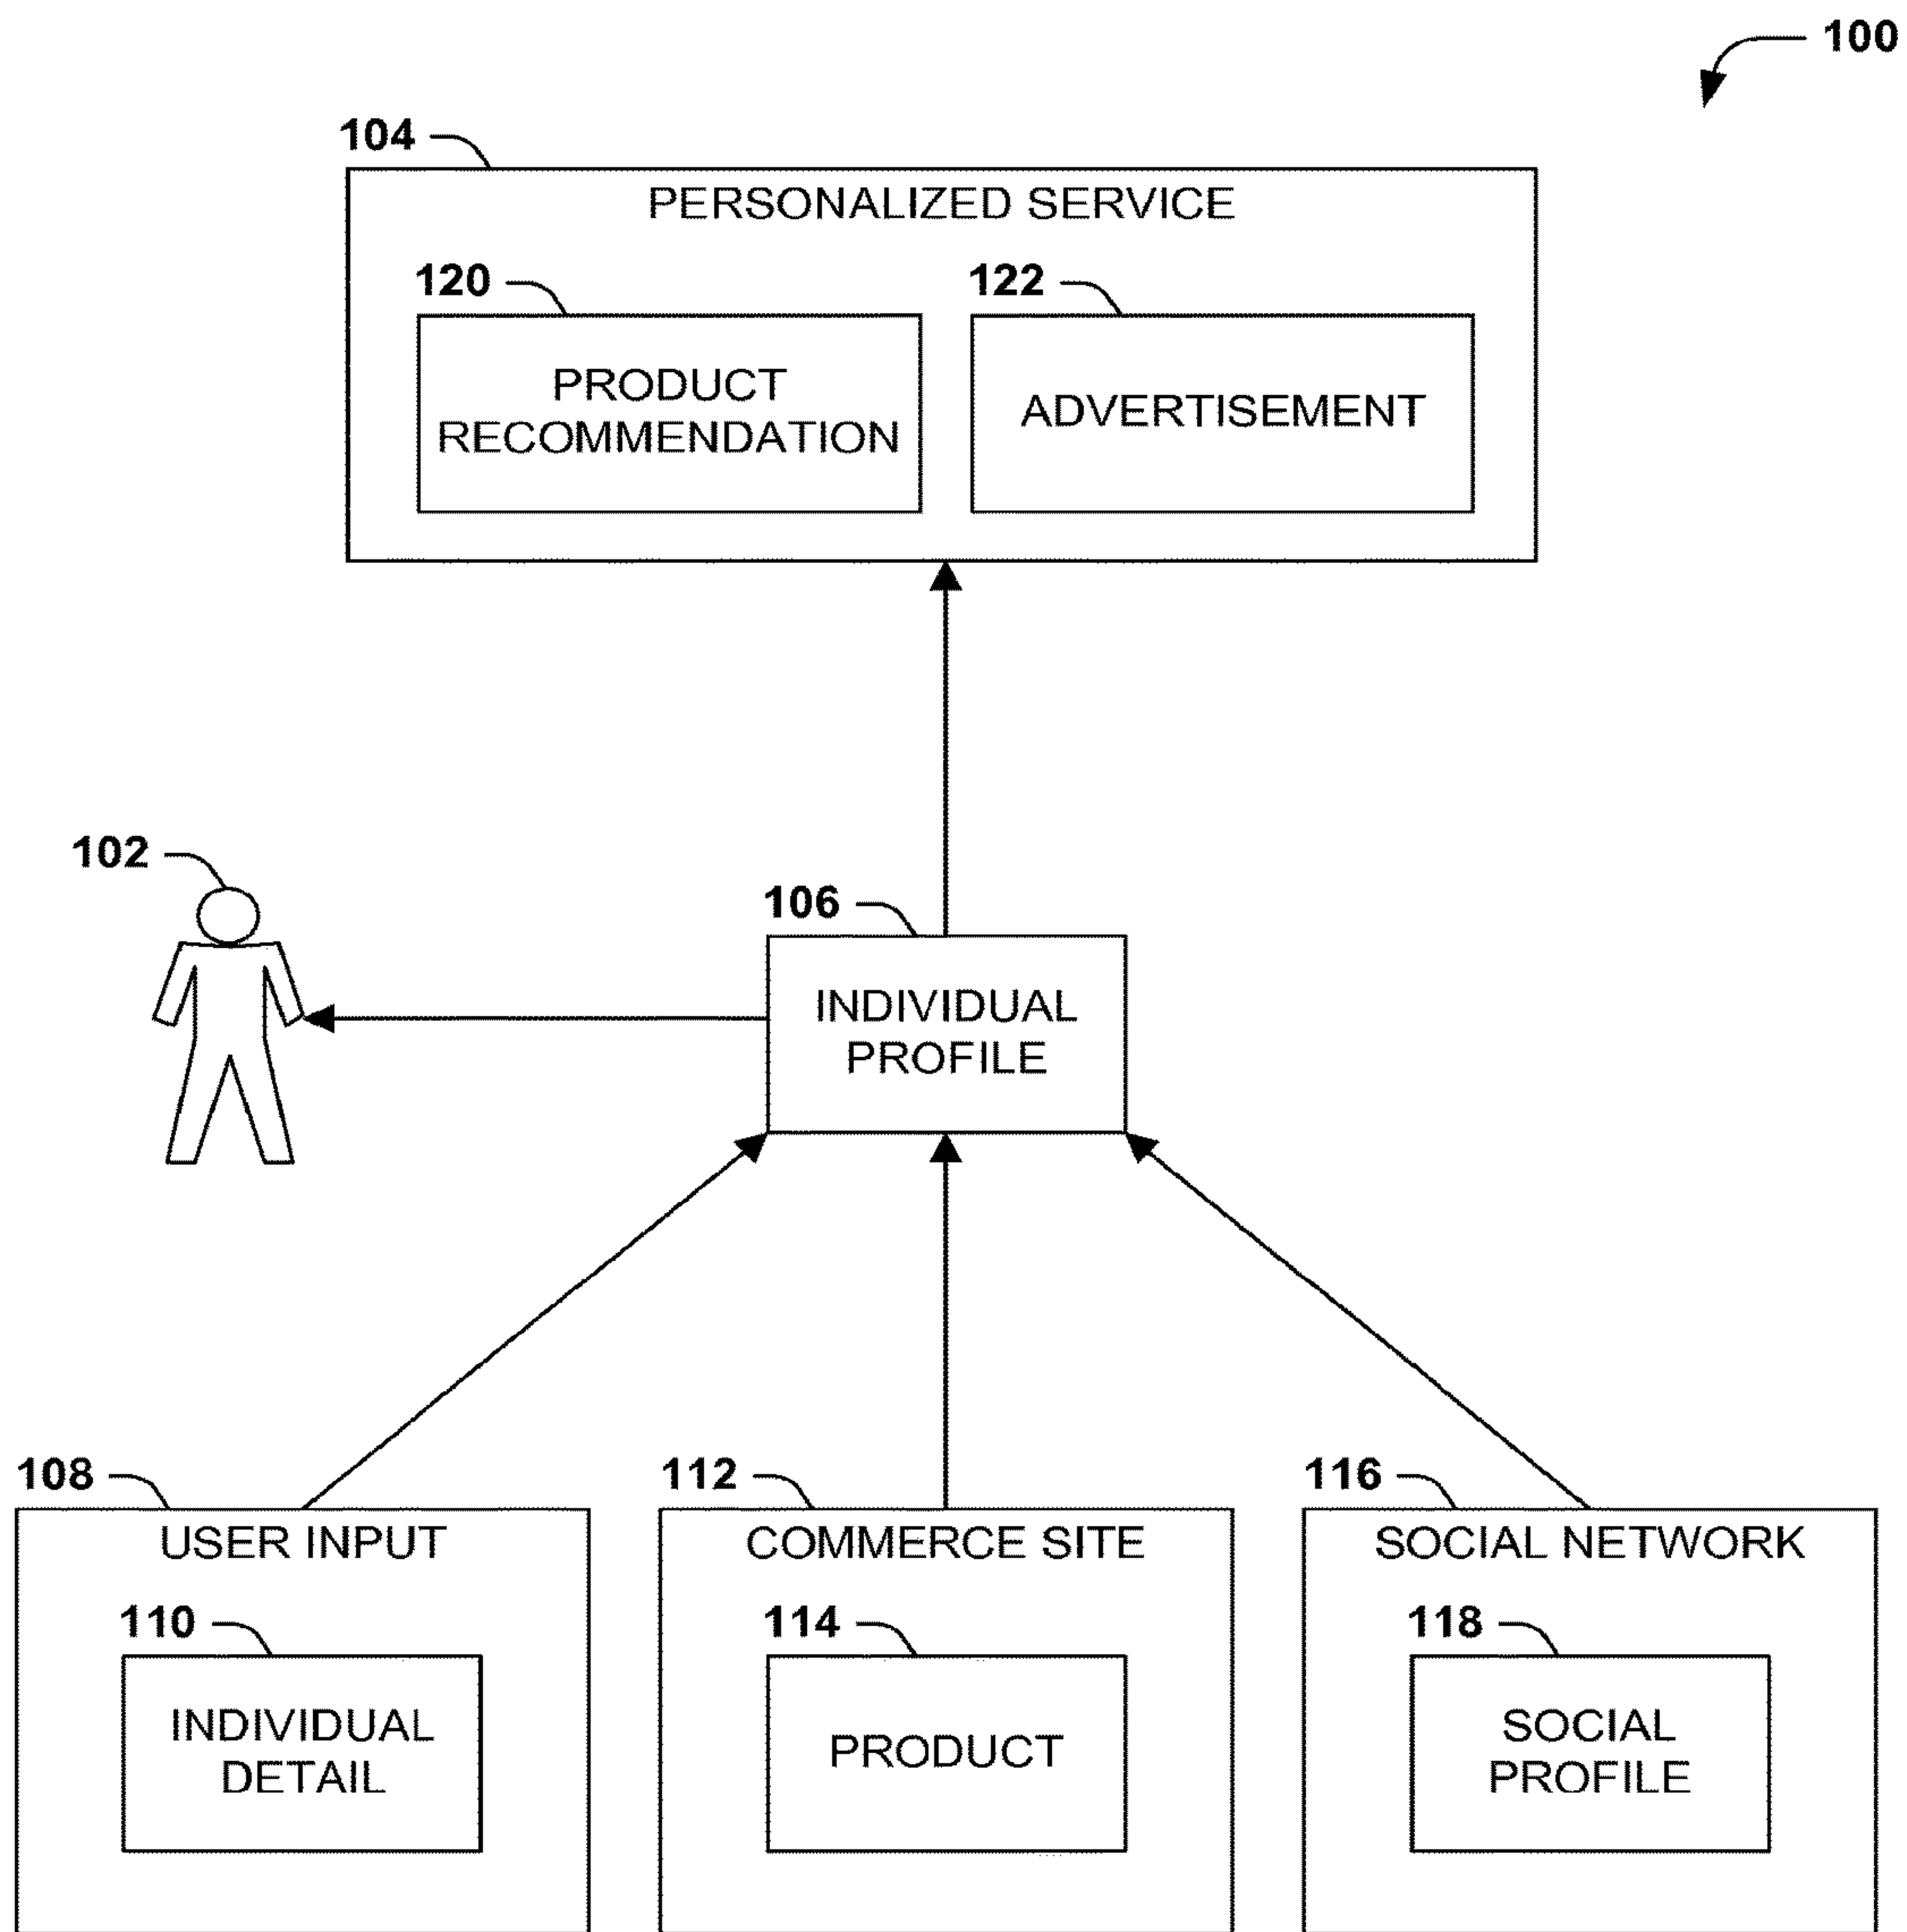 100
104
PERSONALIZED SERVICE
120
122
PRODUCT
RECOMMENDATION
ADVERTISEMENT
102
106
INDIVIDUAL
PROFILE
108
112
116
USER INPUT
COMMERCE SITE
SOCIAL NETWORK
110
114
118
INDIVIDUAL
DETAIL
PRODUCT
SOCIAL
PROFILE